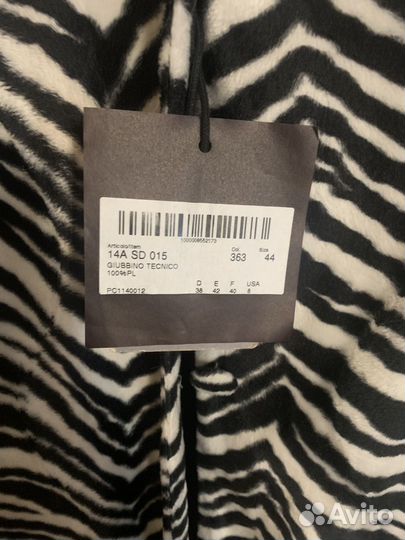 1000008552173
Articolo/Item Col. Size
14A SD 015 363 44
GIUBBINO TECNICO
100%PL
D E F USA
PC1140012 38 42 40 8
Avito